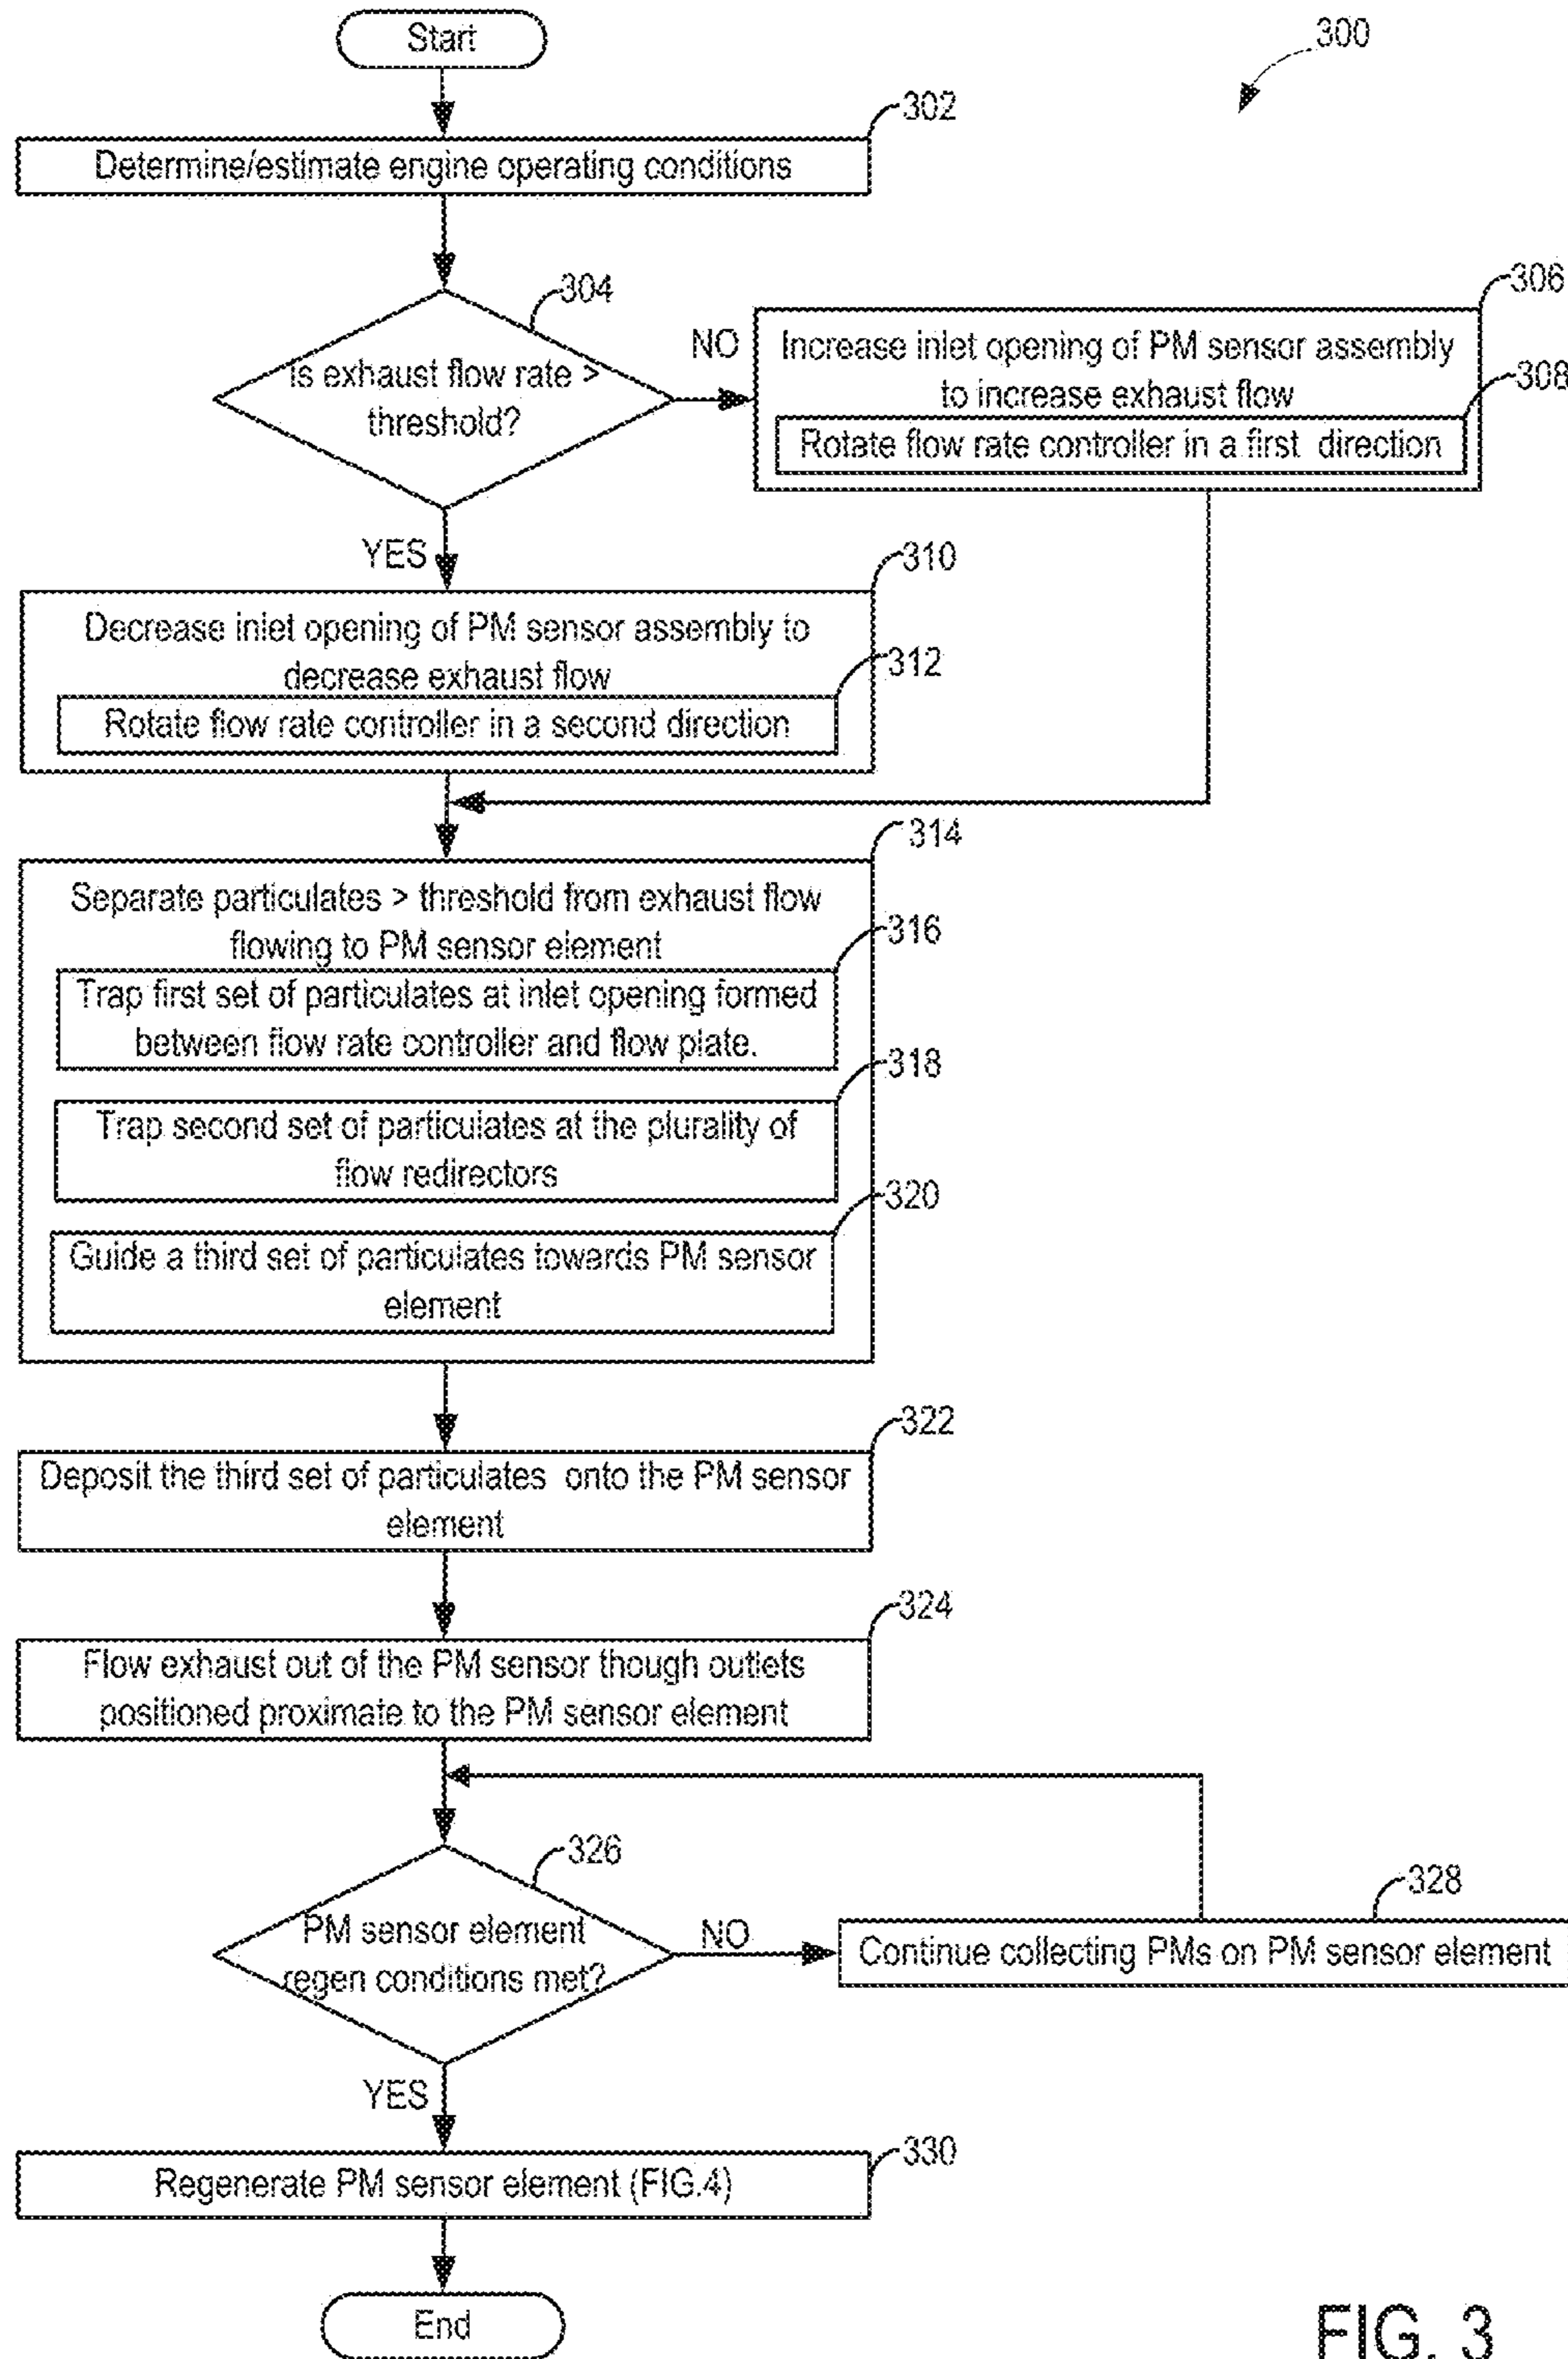 Start
300
302
Determine/estimate engine operating conditions
304
Is exhaust flow rate >
threshold?
NO
306
Increase inlet opening of PM sensor assembly
to increase exhaust flow
308
Rotate flow rate controller in a first direction
YES
310
Decrease inlet opening of PM sensor assembly to
decrease exhaust flow
312
Rotate flow rate controller in a second direction
314
Separate particulates > threshold from exhaust flow
flowing to PM sensor element
316
Trap first set of particulates at inlet opening formed
between flow rate controller and flow plate.
318
Trap second set of particulates at the plurality of
flow redirectors
320
Guide a third set of particulates towards PM sensor
element
322
Deposit the third set of particulates onto the PM sensor
element
324
Flow exhaust out of the PM sensor though outlets
positioned proximate to the PM sensor element
326
PM sensor element
regen conditions met?
NO
328
Continue collecting PMs on PM sensor element
YES
330
Regenerate PM sensor element (FIG.4)
End
FIG. 3